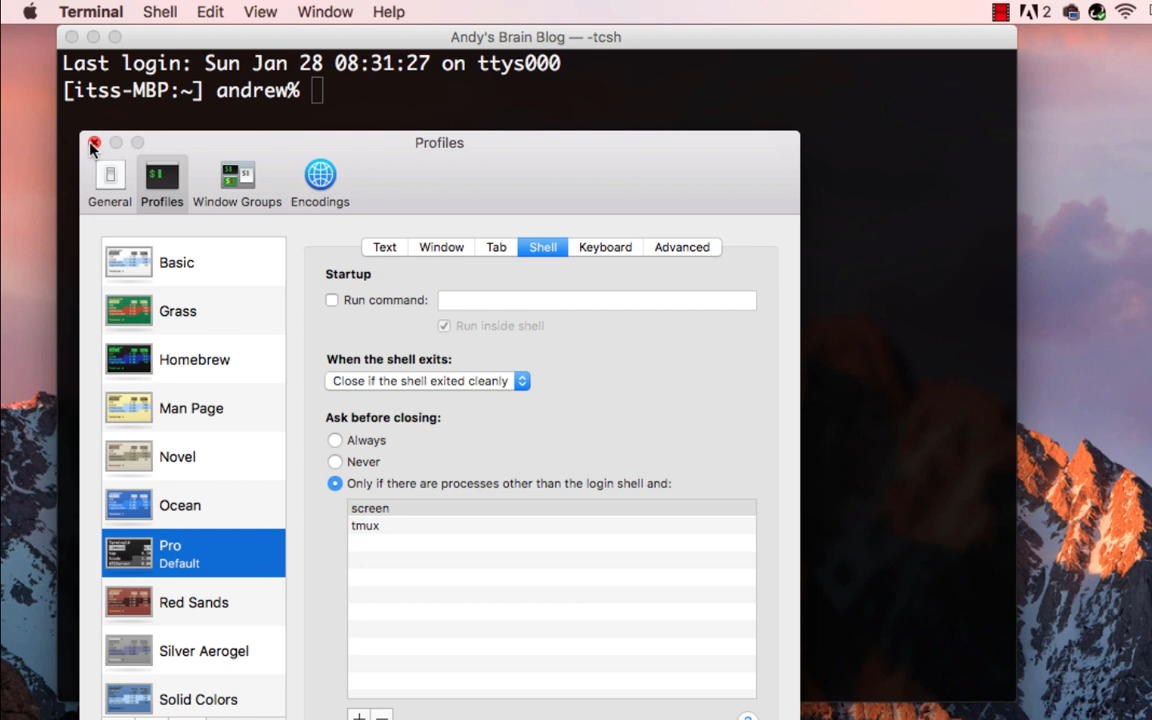 Terminal Shell Edit View Window Help 2
Andy's Brain Blog — -tcsh
Last login: Sun Jan 28 08:31:27 on ttys000
[itss-MBP:~] andrew%
Profiles
General Profiles Window Groups Encodings
Text Window Tab Shell Keyboard Advanced
Basic
Grass
Homebrew
Man Page
Novel
Ocean
Pro
Default
Red Sands
Silver Aerogel
Solid Colors
Startup
Run command:
Run inside shell
When the shell exits:
Close if the shell exited cleanly
Ask before closing:
Always
Never
Only if there are processes other than the login shell and:
screen
tmux